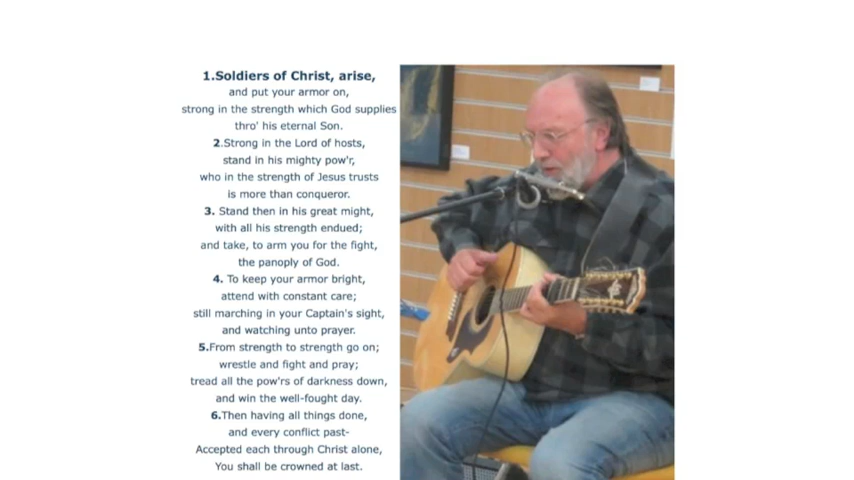 1.Soldiers of Christ, arise,
and put your armor on,
strong in the strength which God supplies
thro' his eternal Son.
2.Strong in the Lord of hosts,
stand in his mighty pow'r,
who in the strength of Jesus trusts
is more than conqueror.
3. Stand then in his great might,
with all his strength endued;
and take, to arm you for the fight,
the panoply of God.
4. To keep your armor bright,
attend with constant care;
still marching in your Captain's sight,
and watching unto prayer.
5.From strength to strength go on;
wrestle and fight and pray;
tread all the pow'rs of darkness down,
and win the well-fought day.
6.Then having all things done,
and every conflict past-
Accepted each through Christ alone,
You shall be crowned at last.